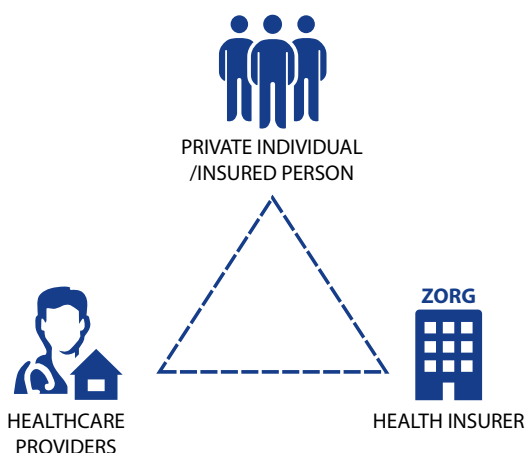 PRIVATE INDIVIDUAL
/INSURED PERSON
ZORG
HEALTHCARE
PROVIDERS
HEALTH INSURER